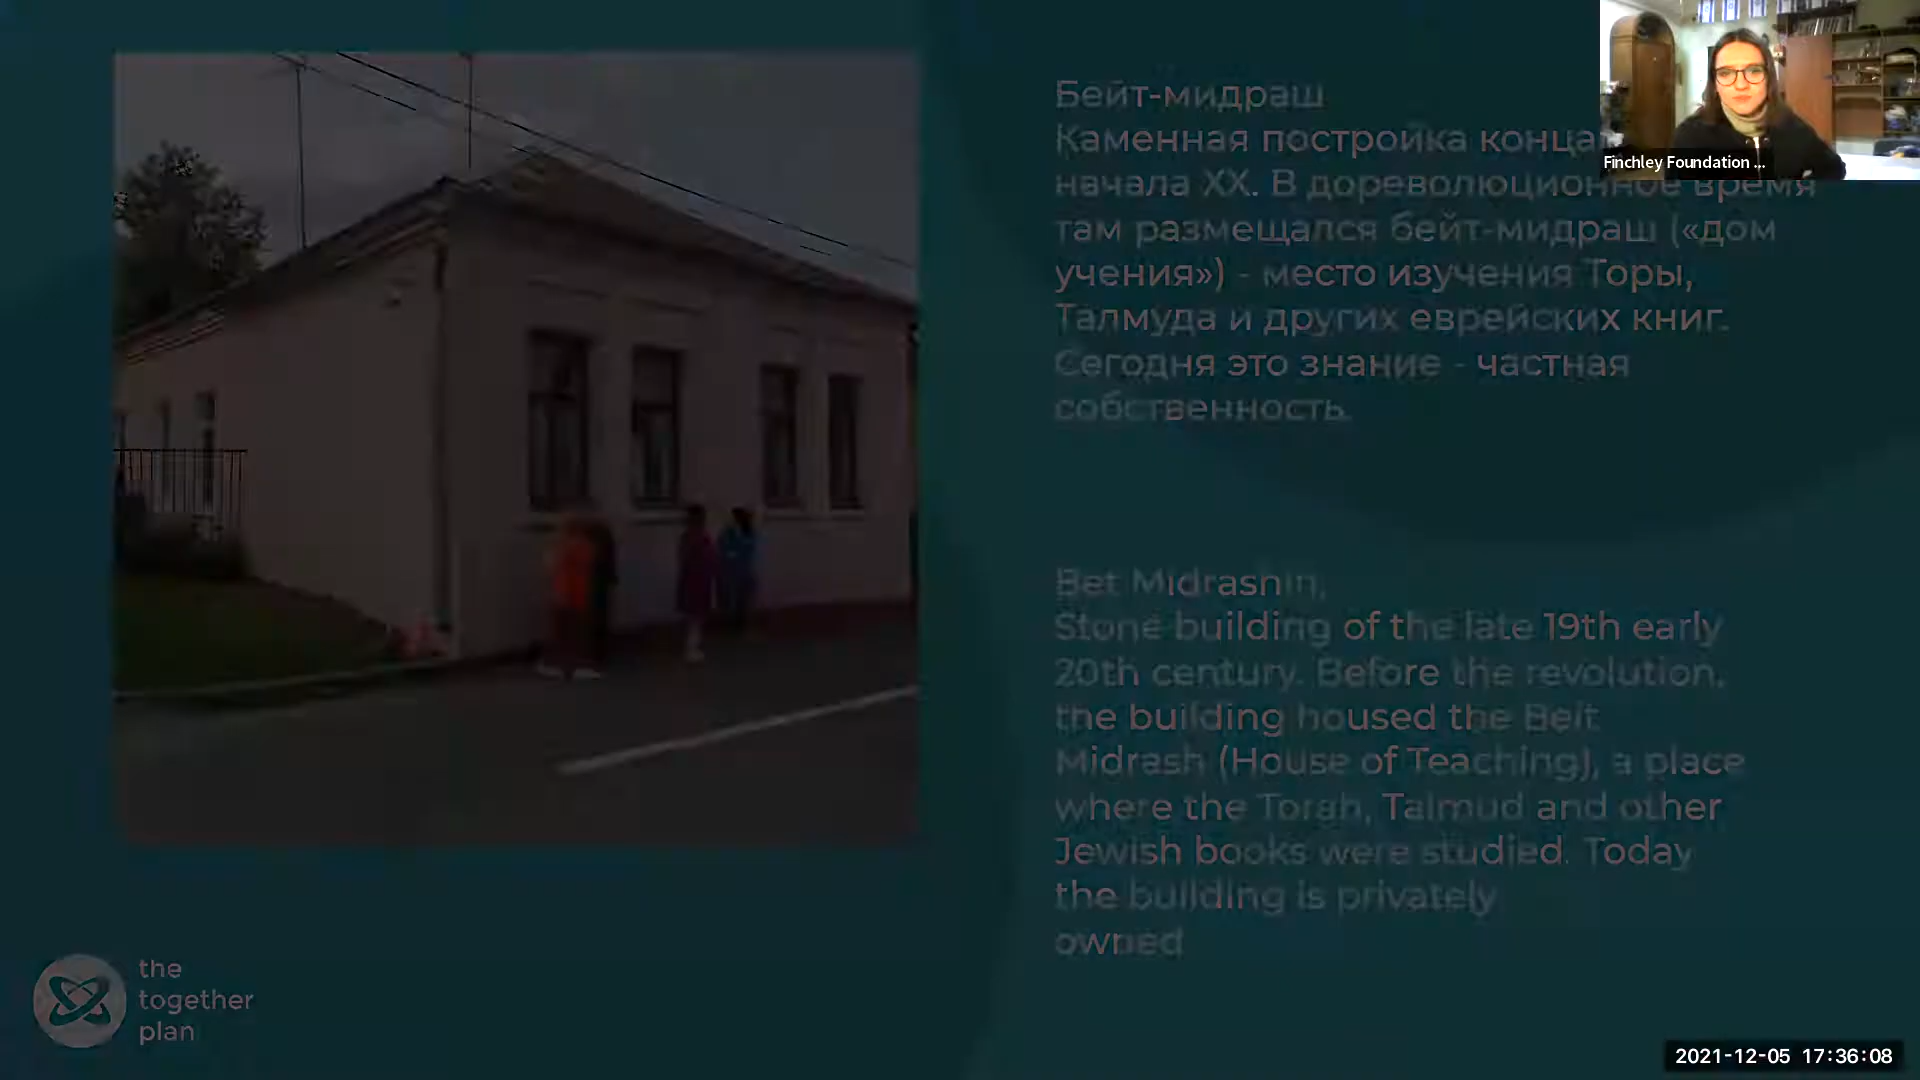 Бейт-мидраш
Каменная постройка конца
начала XX. В дореволюционное время
там размещался бейт-мидраш («дом
учения») - место изучения Торы,
Талмуда и других еврейских книг.
Сегодня это знание - частная
собственность.
Bet Midrashin,
Stone building of the late 19th early
20th century. Before the revolution,
the building housed the Beit
Midrash (House of Teaching), a place
where the Torah, Talmud and other
Jewish books were studied. Today
the building is privately
owned
the
together
plan
Finchley Foundation ...
2021-12-05 17:36:08